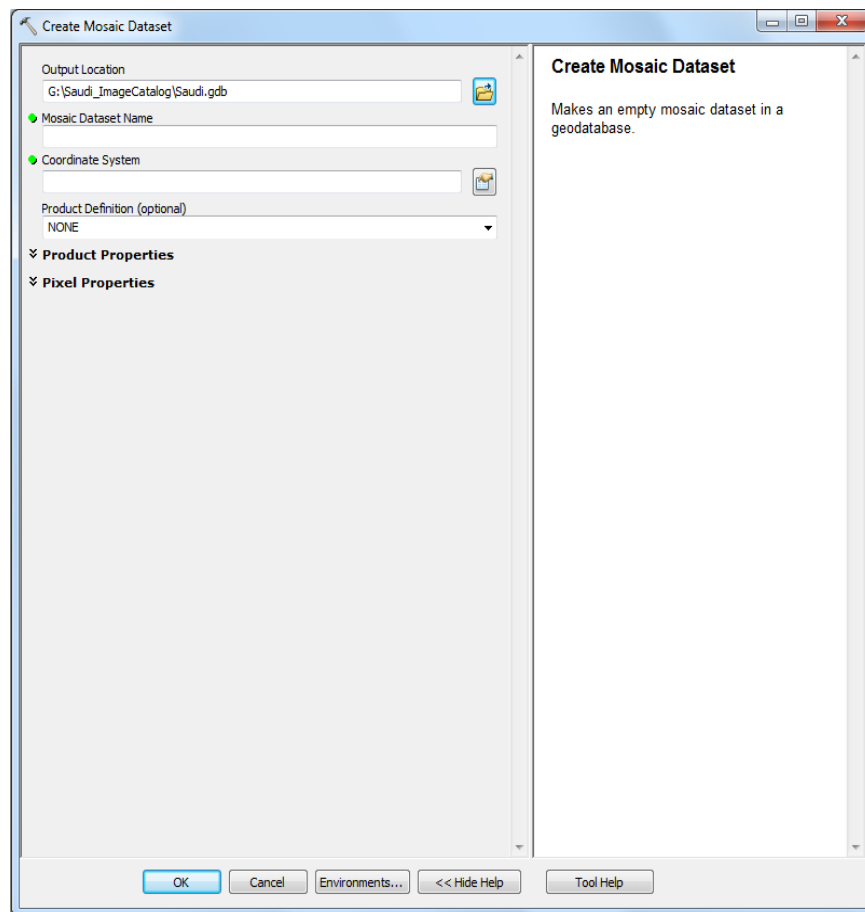 Create Mosaic Dataset
Output Location
G:\Saudi_ImageCatalog\Saudi.gdb
Mosaic Dataset Name
Coordinate System
Product Definition (optional)
NONE
Product Properties
Pixel Properties
Create Mosaic Dataset
Makes an empty mosaic dataset in a
geodatabase.
OK
Cancel
Environments...
<< Hide Help
Tool Help